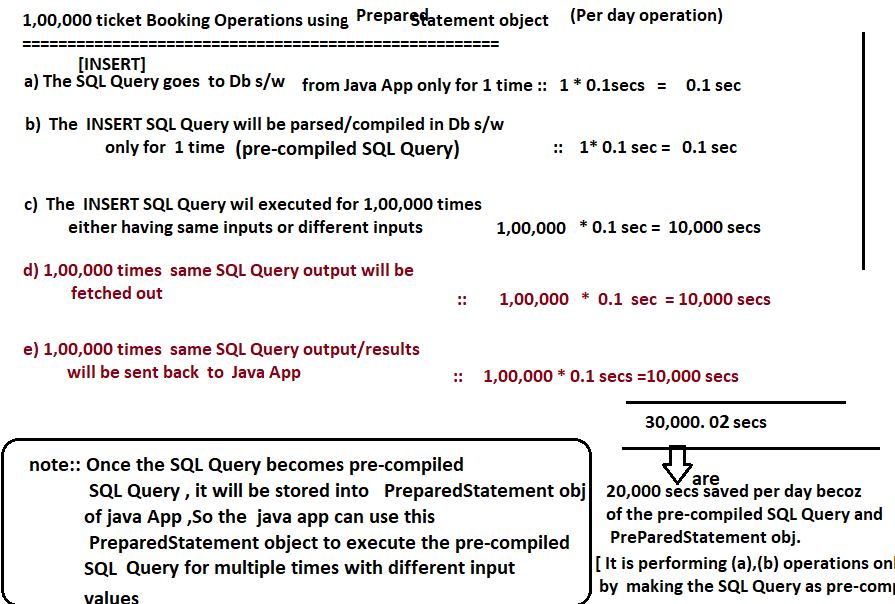 1,00,000 ticket Booking Operations using Prepared Statement object (Per day operation)
=====================================================
[INSERT]
a) The SQL Query goes to Db s/w from Java App only for 1 time :: 1 * 0.1secs = 0.1 sec
b) The INSERT SQL Query will be parsed/compiled in Db s/w
only for 1 time (pre-compiled SQL Query) :: 1* 0.1 sec = 0.1 sec
c) The INSERT SQL Query wil executed for 1,00,000 times
either having same inputs or different inputs 1,00,000 * 0.1 sec = 10,000 secs
d) 1,00,000 times same SQL Query output will be
fetched out :: 1,00,000 * 0.1 sec = 10,000 secs
e) 1,00,000 times same SQL Query output/results
will be sent back to Java App :: 1,00,000 * 0.1 secs =10,000 secs
30,000. 02 secs
note:: Once the SQL Query becomes pre-compiled
SQL Query , it will be stored into PreparedStatement obj
of java App ,So the java app can use this
PreparedStatement object to execute the pre-compiled
SQL Query for multiple times with different input
values
are
20,000 secs saved per day becoz
of the pre-compiled SQL Query and
PreParedStatement obj.
[ It is performing (a),(b) operations onl
by making the SQL Query as pre-comp